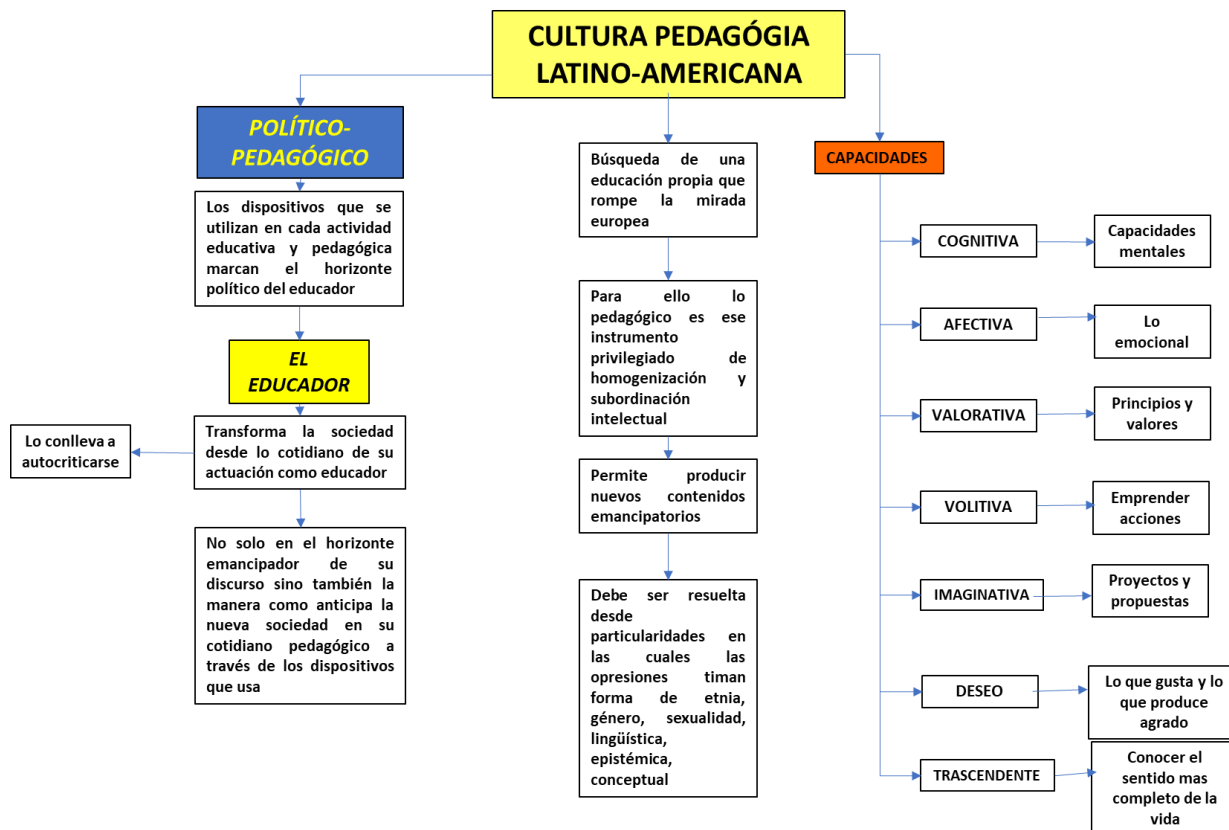 CULTURA PEDAGÓGIA
LATINO-AMERICANA
POLÍTICO-
PEDAGÓGICO
Los dispositivos que se
utilizan en cada actividad
educativa y pedagógica
marcan el horizonte
político del educador
EL
EDUCADOR
Transforma la sociedad
desde lo cotidiano de su
actuación como educador
Lo conlleva a
autocriticarse
No solo en el horizonte
emancipador de su
discurso sino también la
manera como anticipa la
nueva sociedad en su
cotidiano pedagógico a
través de los dispositivos
que usa
Búsqueda de una
educación propia que
rompe la mirada
europea
Para ello lo
pedagógico es ese
instrumento
privilegiado de
homogenización y
subordinación
intelectual
Permite producir
nuevos contenidos
emancipatorios
Debe ser resuelta
desde
particularidades en
las cuales las
opresiones timan
forma de etnia,
género, sexualidad,
lingüística,
epistémica,
conceptual
CAPACIDADES
COGNITIVA
Capacidades
mentales
AFECTIVA
Lo
emocional
VALORATIVA
Principios y
valores
VOLITIVA
Emprender
acciones
IMAGINATIVA
Proyectos y
propuestas
DESEO
Lo que gusta y lo
que produce
agrado
TRASCENDENTE
Conocer el
sentido mas
completo de la
vida